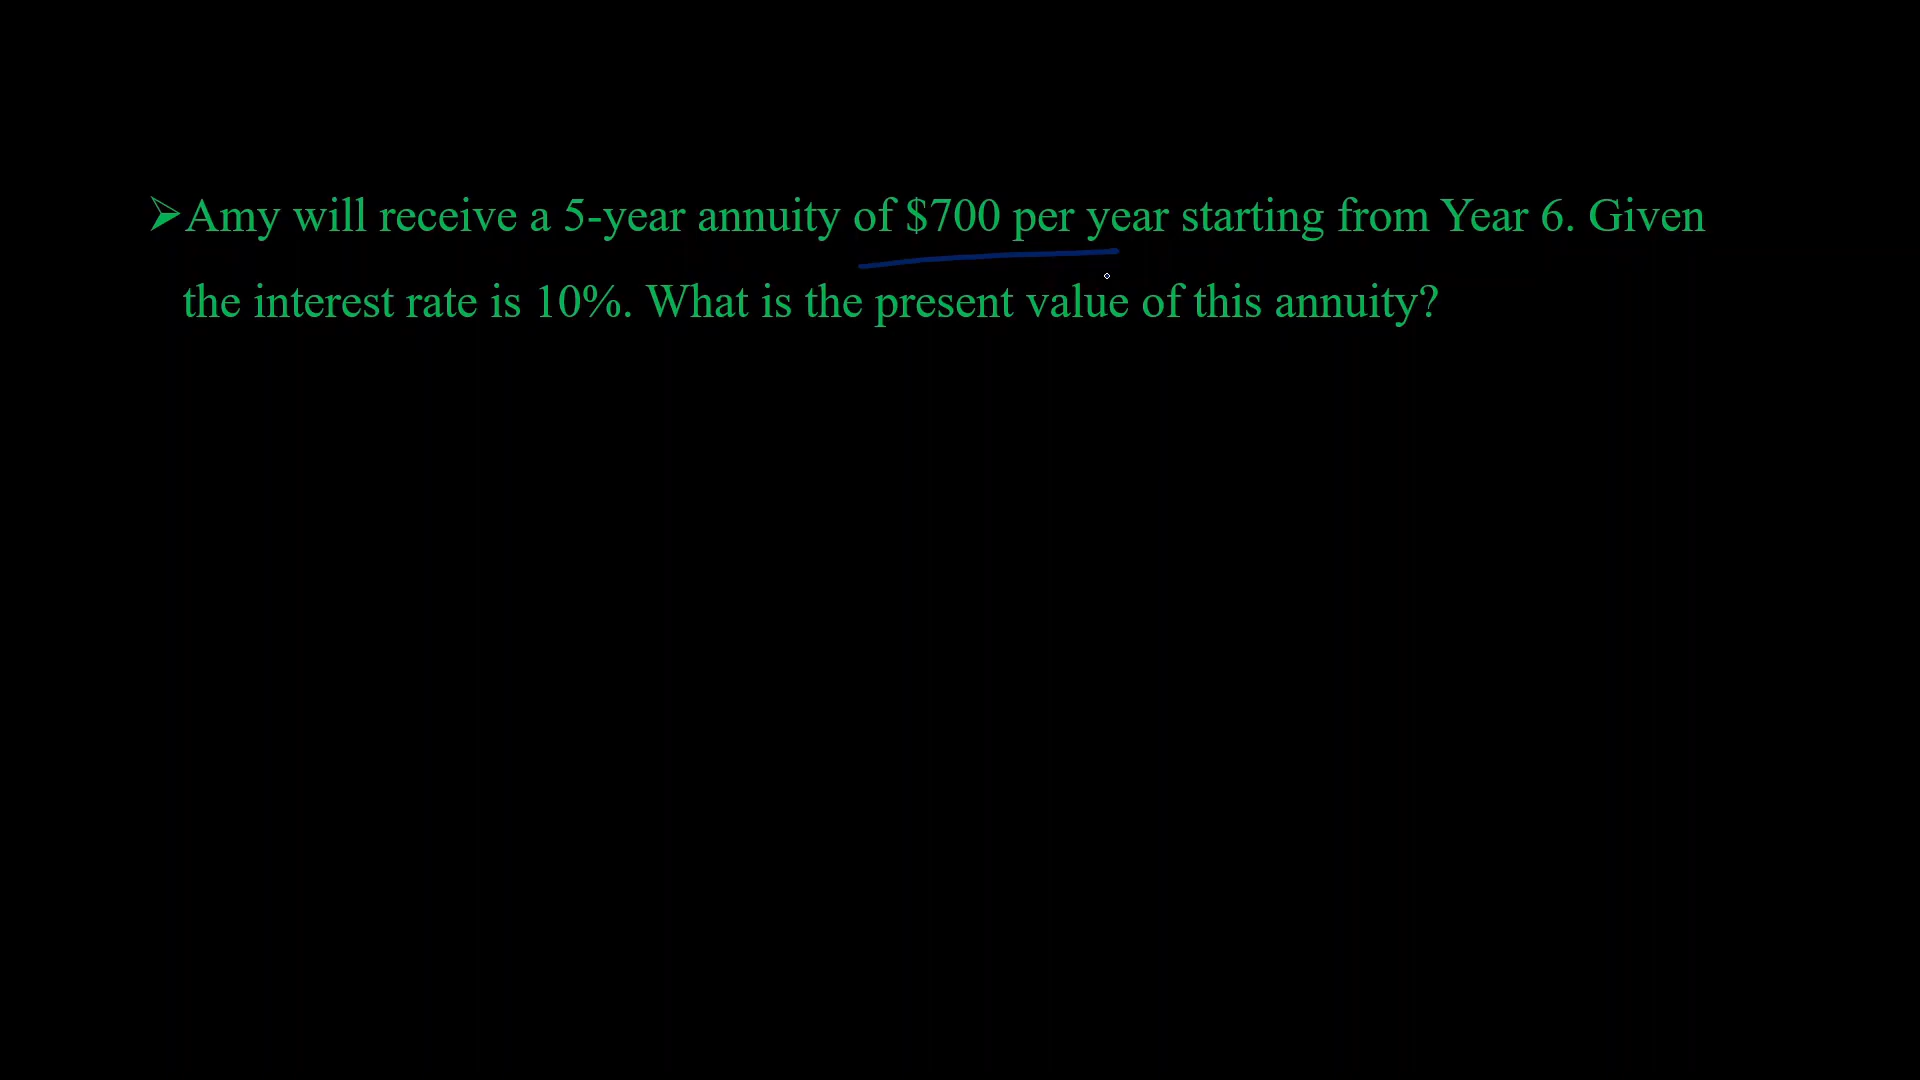 ➢Amy will receive a 5-year annuity of $700 per year starting from Year 6. Given
the interest rate is 10%. What is the present value of this annuity?